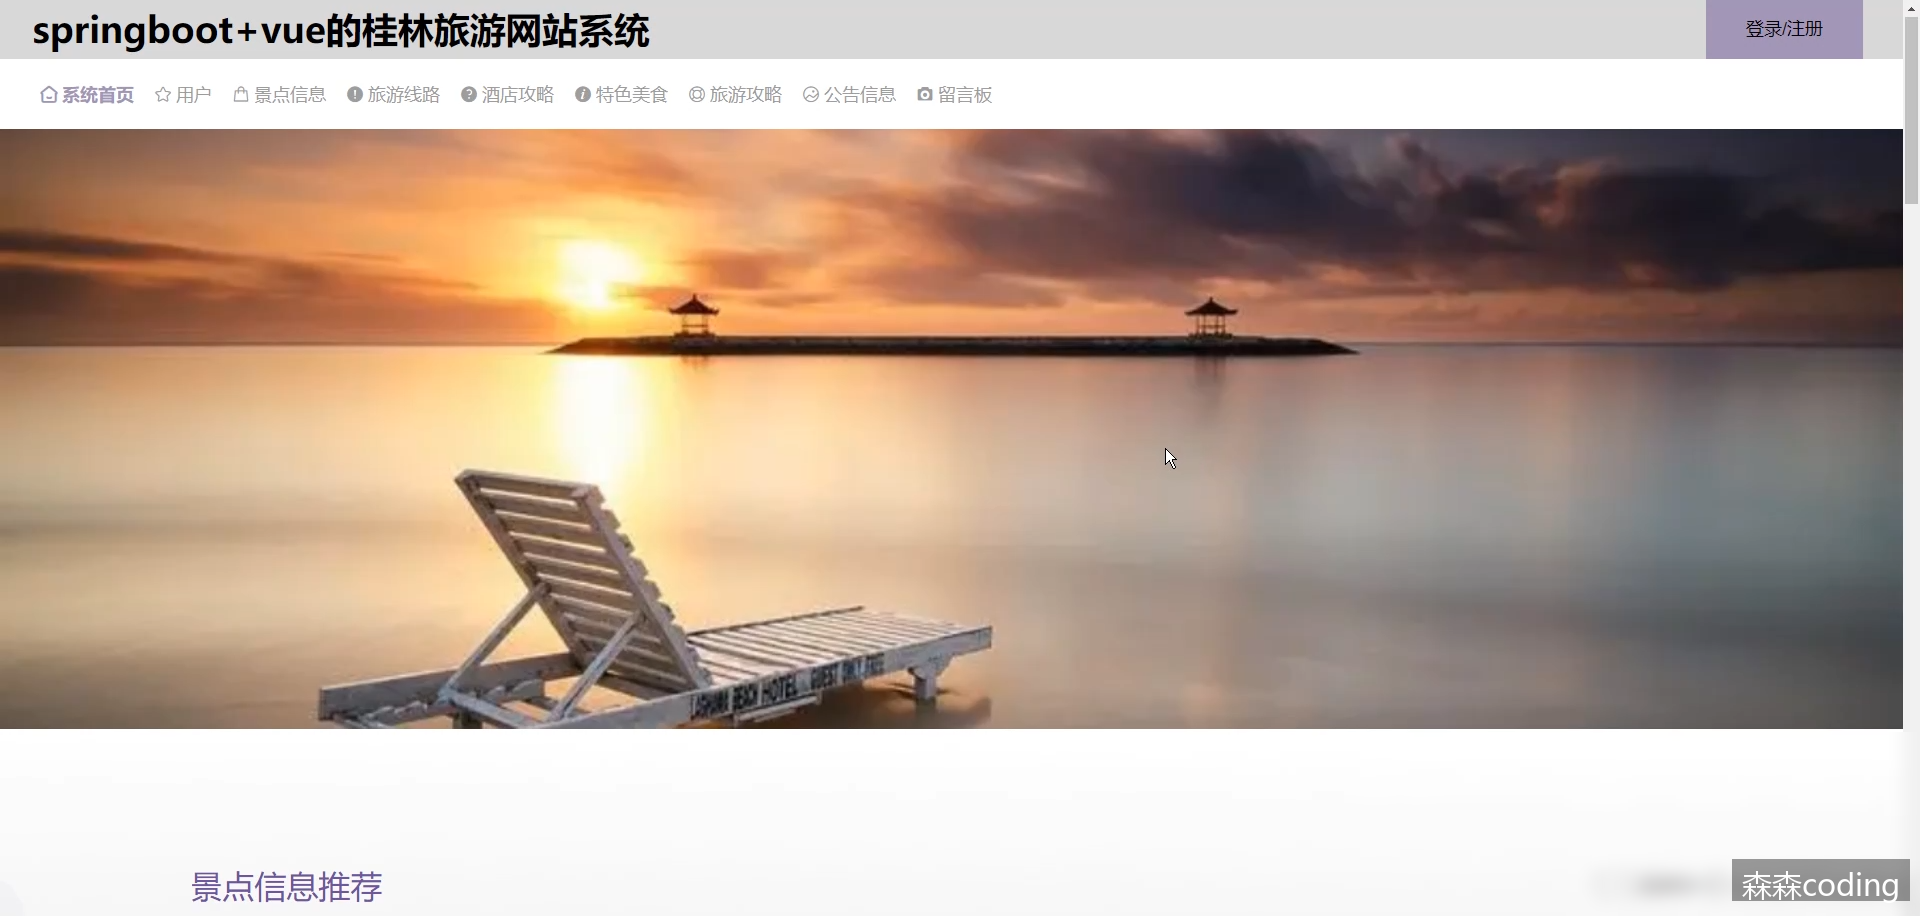 springboot+vue的桂林旅游网站系统
登录/注册
系统首页 用户 景点信息 旅游线路 酒店攻略 特色美食 旅游攻略 公告信息 留言板
BEACH HOTEL GUEST ONLY
景点信息推荐
森森coding